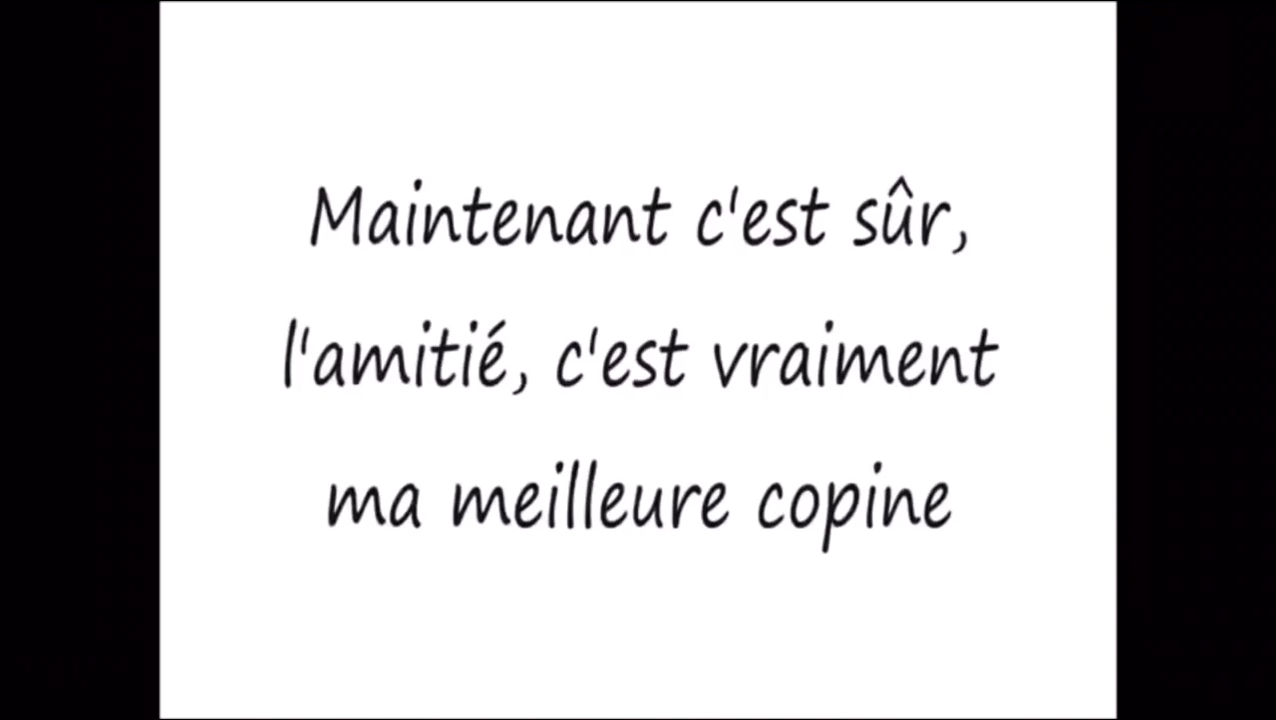 Maintenant c'est sûr,
l'amitié, c'est vraiment
ma meilleure copine